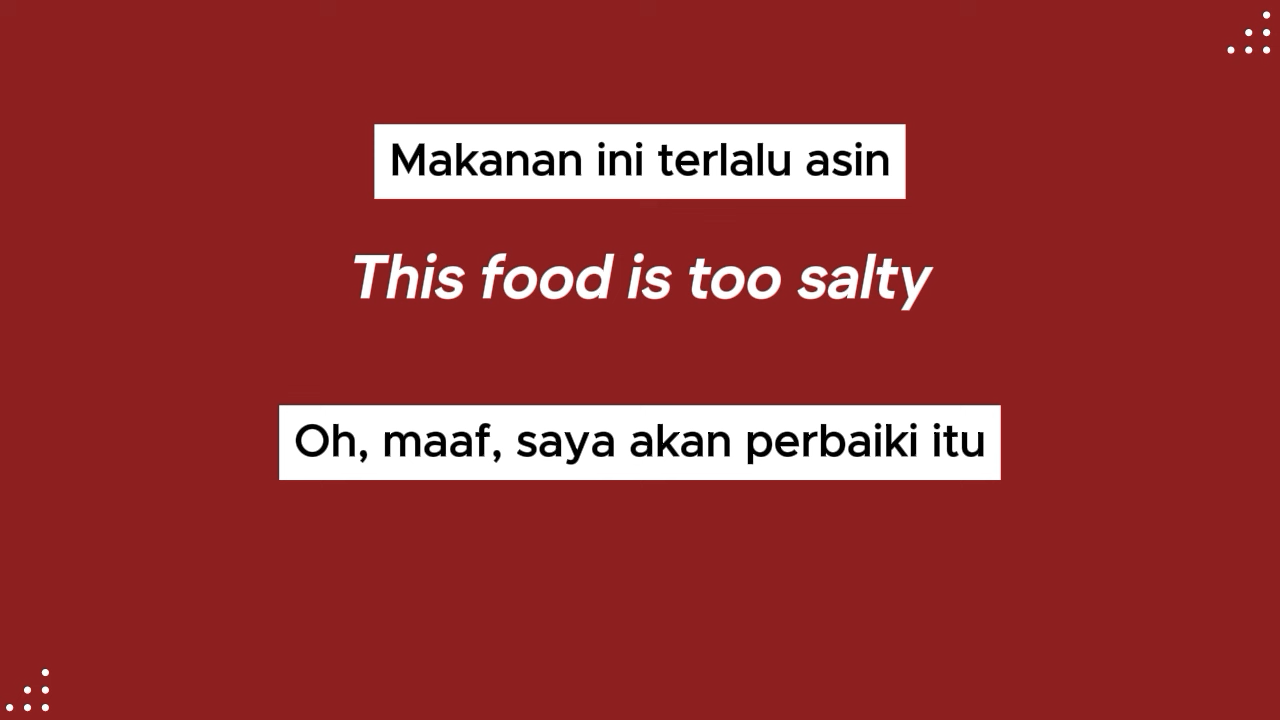 Makanan ini terlalu asin
This food is too salty
Oh, maaf, saya akan perbaiki itu